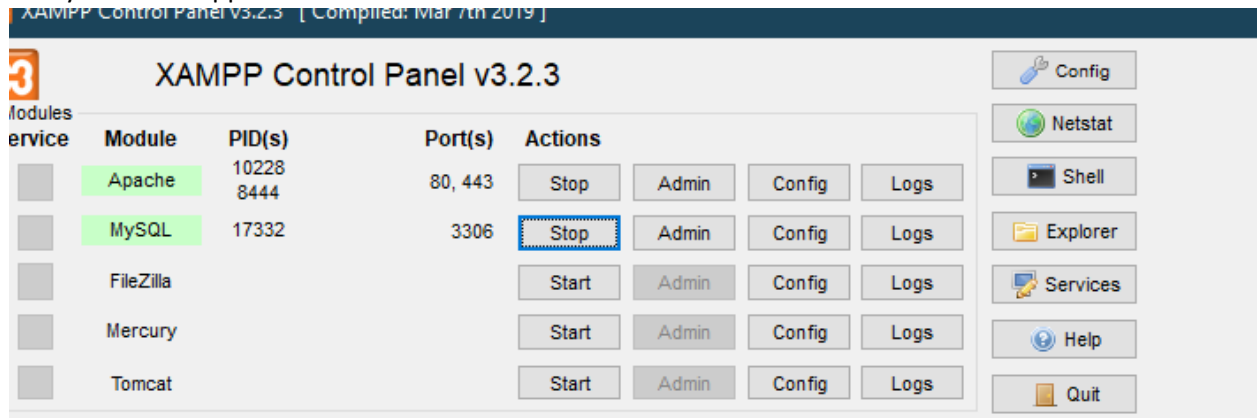 XAMPP Control Panel v3.2.3 [ Compiled: Mar 7th 2019 ]
XAMPP Control Panel v3.2.3
Modules
ervice Module PID(s) Port(s) Actions
Apache 10228 8444 80, 443 Stop Admin Config Logs
MySQL 17332 3306 Stop Admin Config Logs
FileZilla Start Admin Config Logs
Mercury Start Admin Config Logs
Tomcat Start Admin Config Logs
Config
Netstat
Shell
Explorer
Services
Help
Quit